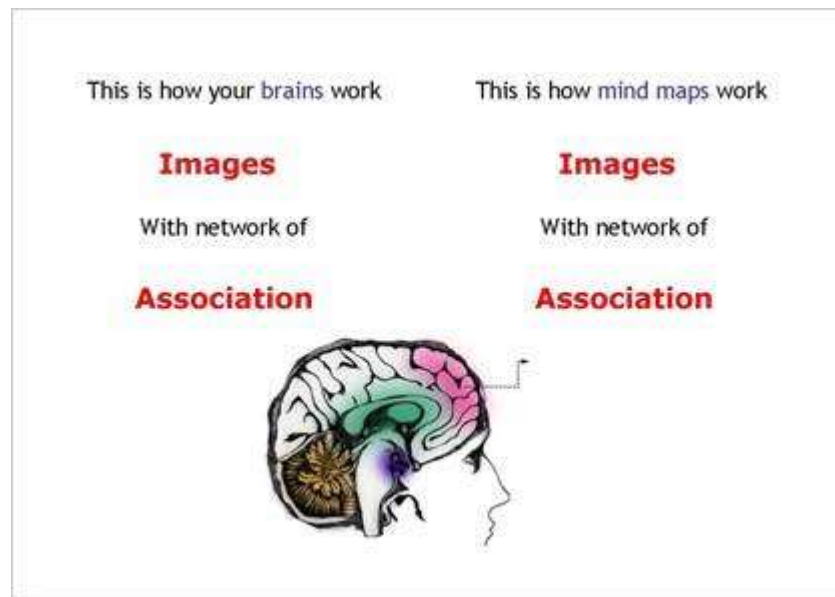 This is how your brains work
Images
With network of
Association
This is how mind maps work
Images
With network of
Association